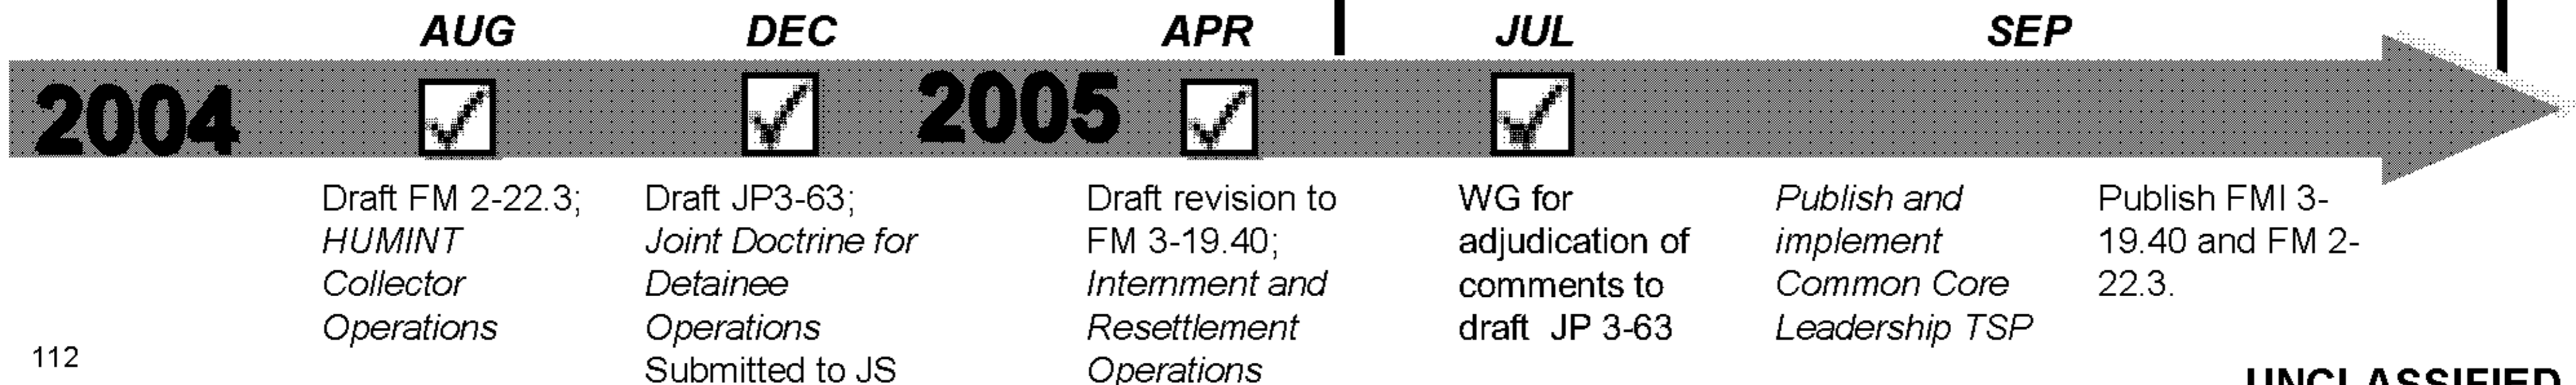 AUG DEC APR JUL SEP
2004 2005
Draft FM 2-22.3;
HUMINT
Collector
Operations
Draft JP3-63;
Joint Doctrine for
Detainee
Operations
Submitted to JS
Draft revision to
FM 3-19.40;
Internment and
Resettlement
Operations
WG for
adjudication of
comments to
draft JP 3-63
Publish and
implement
Common Core
Leadership TSP
Publish FMI 3-
19.40 and FM 2-
22.3.
112
UNCLASSIFIED